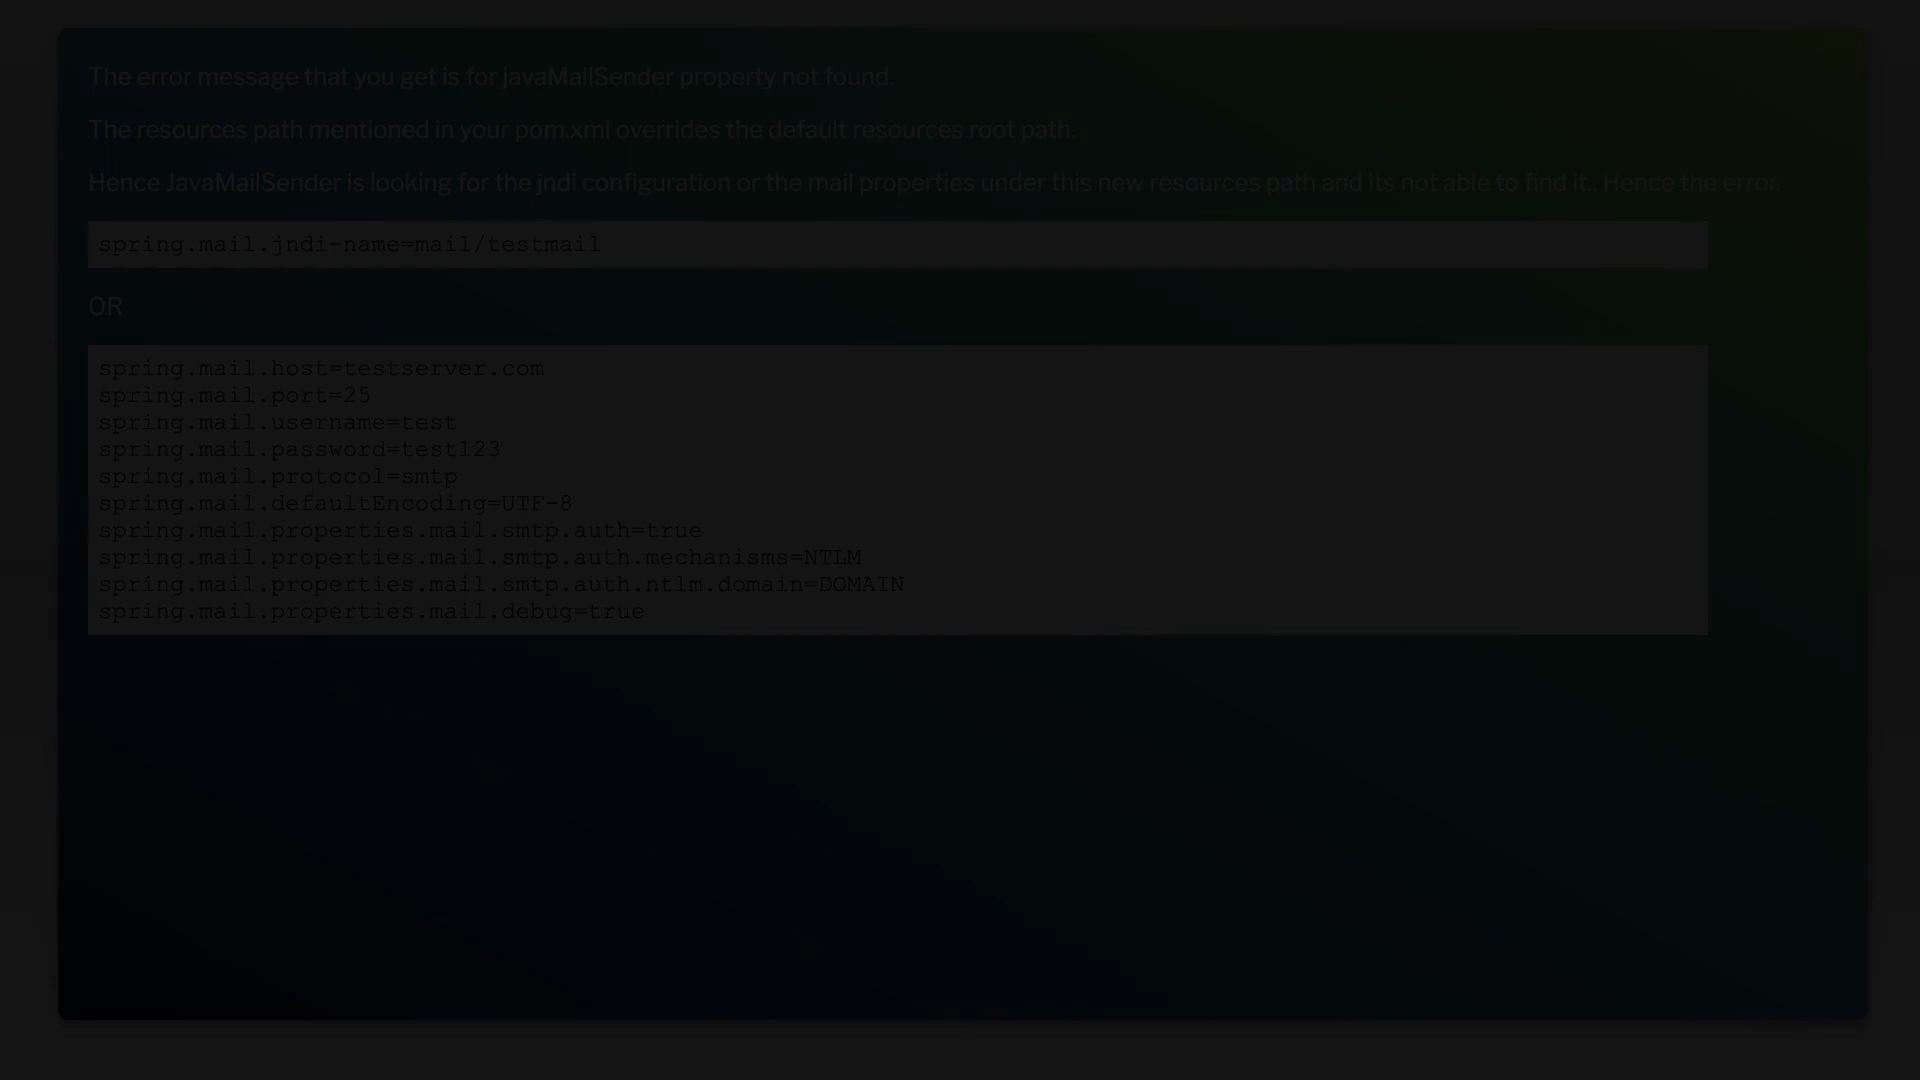 The error message that you get is for javaMailSender property not found.
The resources path mentioned in your pom.xml overrides the default resources root path.
Hence JavaMailSender is looking for the jndi configuration or the mail properties under this new resources path and its not able to find it.. Hence the error.
spring.mail.jndi-name=mail/testmail
OR
spring.mail.host=testserver.com
spring.mail.port=25
spring.mail.username=test
spring.mail.password=test123
spring.mail.protocol=smtp
spring.mail.defaultEncoding=UTF-8
spring.mail.properties.mail.smtp.auth=true
spring.mail.properties.mail.smtp.auth.mechanisms=NTLM
spring.mail.properties.mail.smtp.auth.ntlm.domain=DOMAIN
spring.mail.properties.mail.debug=true